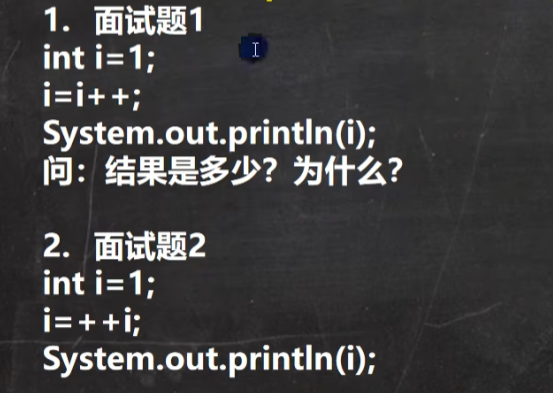 1. 面试题1
int i=1;
i=i++;
System.out.println(i);
问：结果是多少？为什么？
2. 面试题2
int i=1;
i=++i;
System.out.println(i);